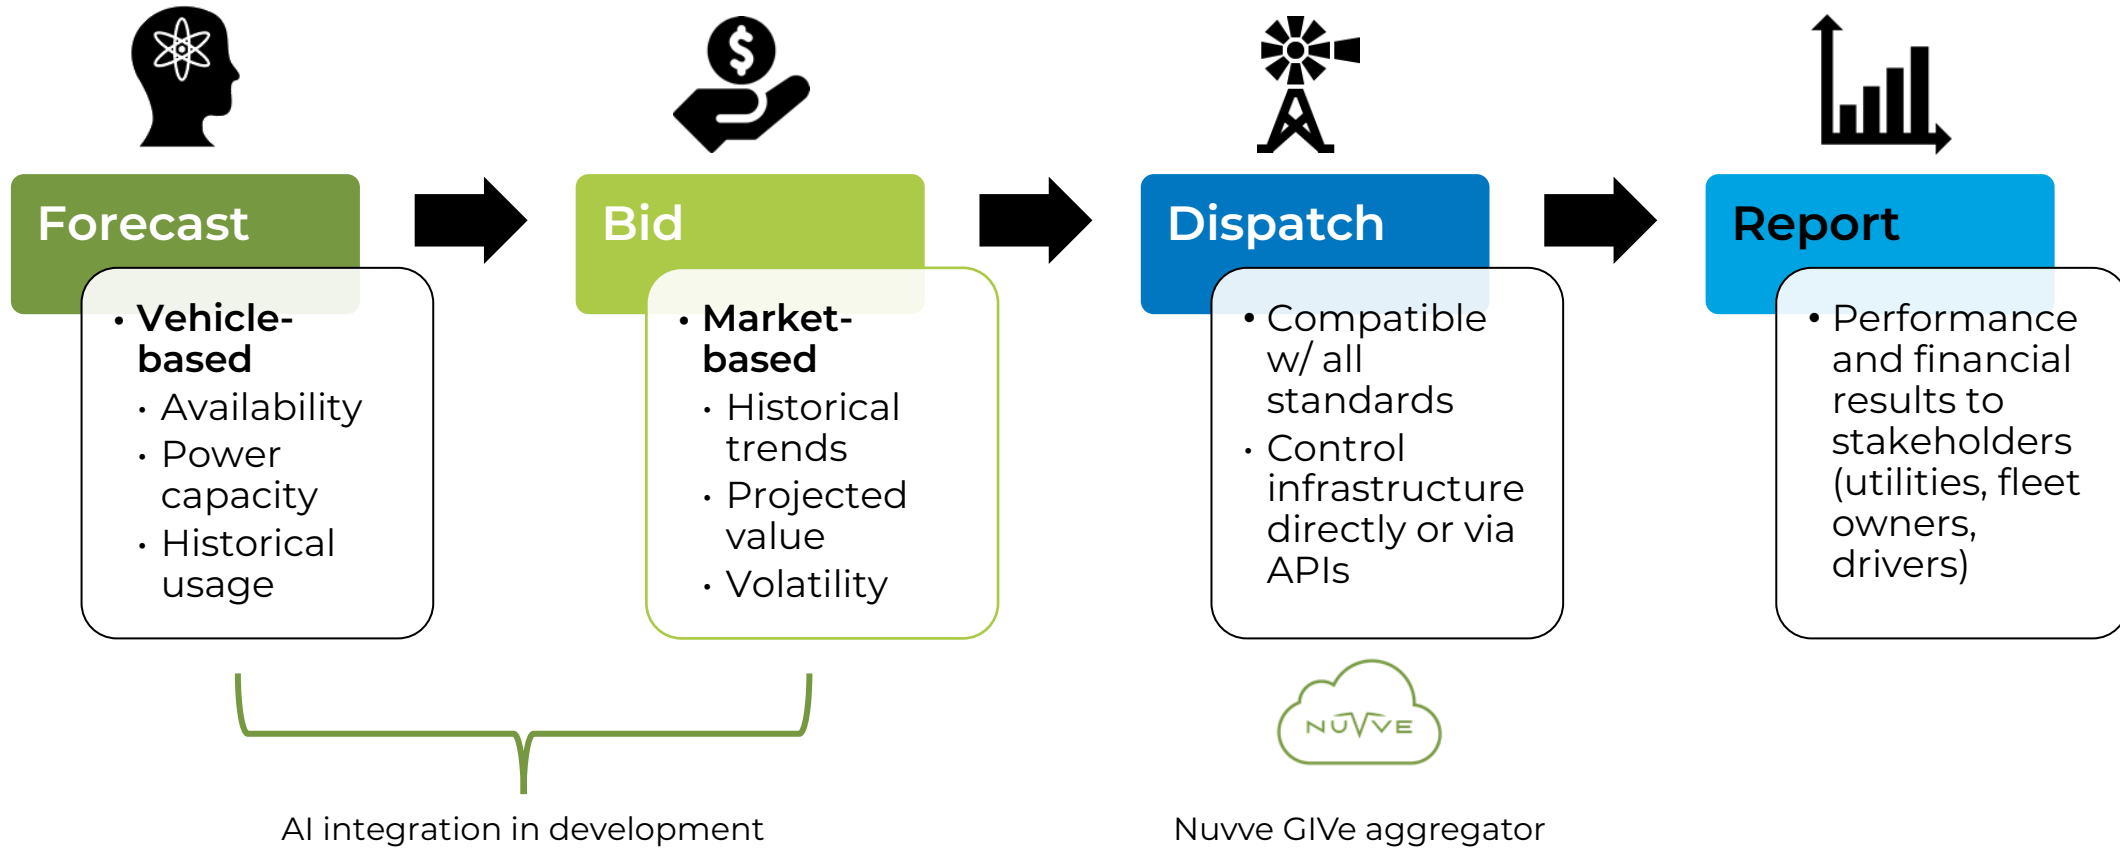 Forecast
• Vehicle-
based
• Availability
• Power
capacity
• Historical
usage
Bid
• Market-
based
• Historical
trends
• Projected
value
• Volatility
Dispatch
• Compatible
w/ all
standards
• Control
infrastructure
directly or via
APIs
Report
• Performance
and financial
results to
stakeholders
(utilities, fleet
owners,
drivers)
$
NUVVE
AI integration in development
Nuvve GIVe aggregator